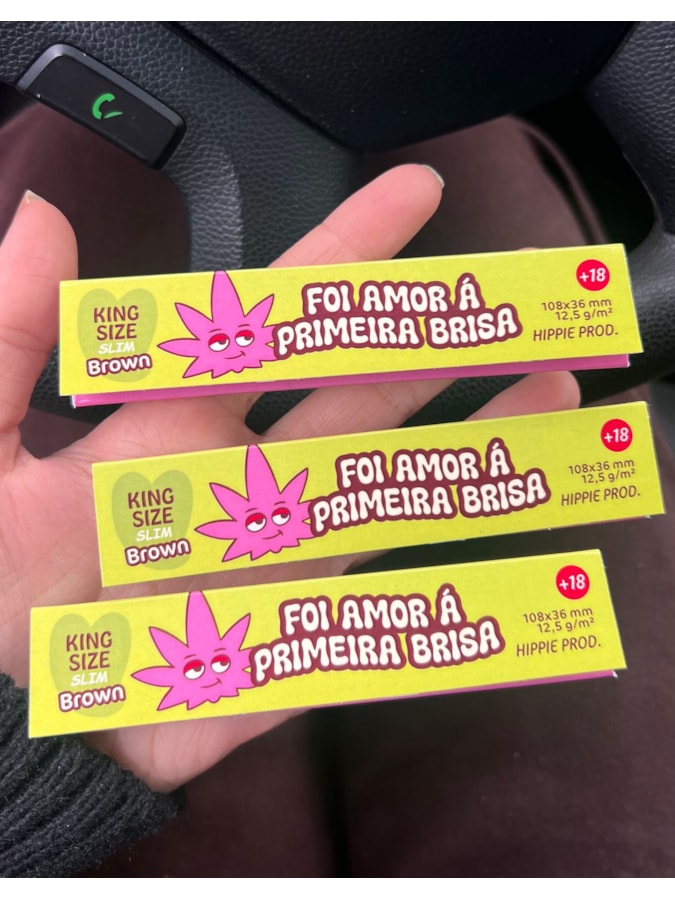 KING
SIZE
SLIM
Brown
FOI AMOR Á
PRIMEIRA BRISA
+18
108x36 mm
12,5 g/m²
HIPPIE PROD.
KING
SIZE
SLIM
Brown
FOI AMOR Á
PRIMEIRA BRISA
+18
108x36 mm
12,5 g/m²
HIPPIE PROD.
KING
SIZE
SLIM
Brown
FOI AMOR Á
PRIMEIRA BRISA
+18
108x36 mm
12,5 g/m²
HIPPIE PROD.